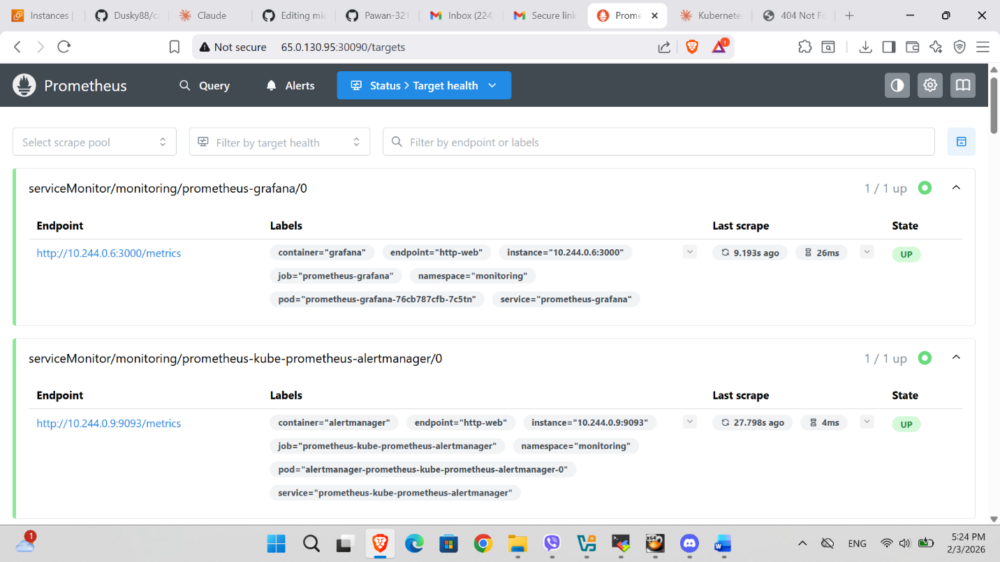 Instances |
Dusky88/ca
Claude
Editing mic
Pawan-321
Inbox (224
Secure link
Prome
Kubernete
404 Not Fo
Not secure 65.0.130.95:30090/targets
1
Prometheus Query Alerts Status > Target health
Select scrape pool Filter by target health Filter by endpoint or labels
serviceMonitor/monitoring/prometheus-grafana/0 1 / 1 up
Endpoint Labels Last scrape State
http://10.244.0.6:3000/metrics container="grafana" endpoint="http-web" instance="10.244.0.6:3000" 9.193s ago 26ms UP
job="prometheus-grafana" namespace="monitoring"
pod="prometheus-grafana-76cb787cfb-7c5tn" service="prometheus-grafana"
serviceMonitor/monitoring/prometheus-kube-prometheus-alertmanager/0 1 / 1 up
Endpoint Labels Last scrape State
http://10.244.0.9:9093/metrics container="alertmanager" endpoint="http-web" instance="10.244.0.9:9093" 27.798s ago 4ms UP
job="prometheus-kube-prometheus-alertmanager" namespace="monitoring"
pod="alertmanager-prometheus-kube-prometheus-alertmanager-0"
service="prometheus-kube-prometheus-alertmanager"
1
X64
ENG
5:24 PM
2/3/2026